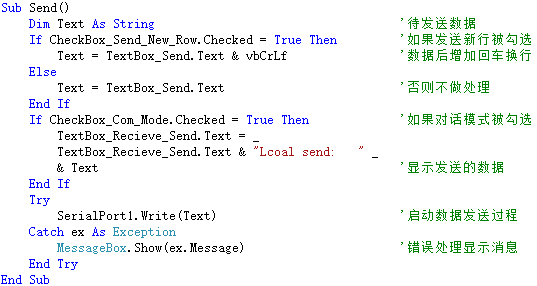 Sub Send()
    Dim Text As String                                  '待发送数据
    If CheckBox_Send_New_Row.Checked = True Then        '如果发送新行被勾选
        Text = TextBox_Send.Text & vbCrLf               '数据后增加回车换行
    Else
        Text = TextBox_Send.Text                        '否则不做处理
    End If
    If CheckBox_Com_Mode.Checked = True Then            '如果对话模式被勾选
        TextBox_Recieve_Send.Text = _
        TextBox_Recieve_Send.Text & "Lcoal send:   " _
        & Text                                          '显示发送的数据
    End If
    Try
        SerialPort1.Write(Text)                         '启动数据发送过程
    Catch ex As Exception
        MessageBox.Show(ex.Message)                     '错误处理显示消息
    End Try
End Sub